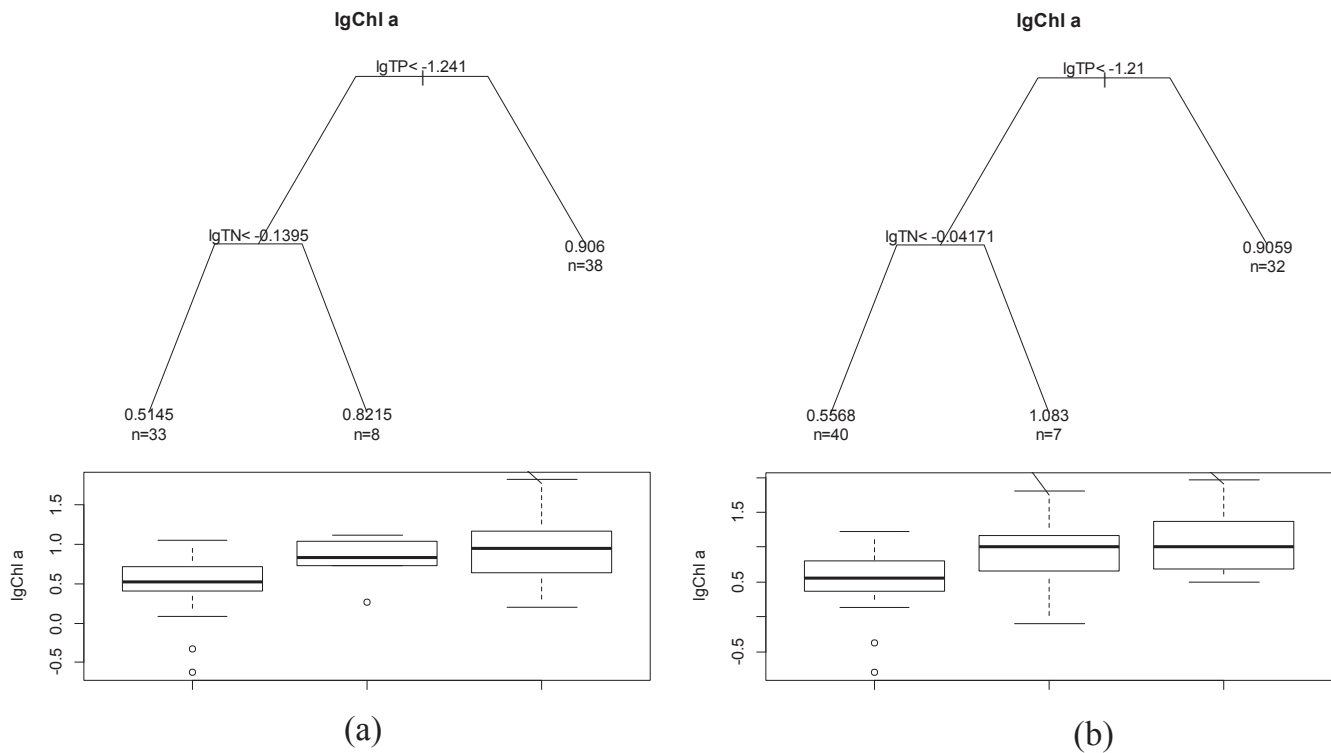 lgChl a
lgTP< -1.241
lgTN< -0.1395
0.906
n=38
0.5145
n=33
0.8215
n=8
lgChl a
1.5
1.0
0.5
0.0
-0.5
(a)
lgChl a
lgTP< -1.21
lgTN< -0.04171
0.9059
n=32
0.5568
n=40
1.083
n=7
lgChl a
1.5
0.5
-0.5
(b)